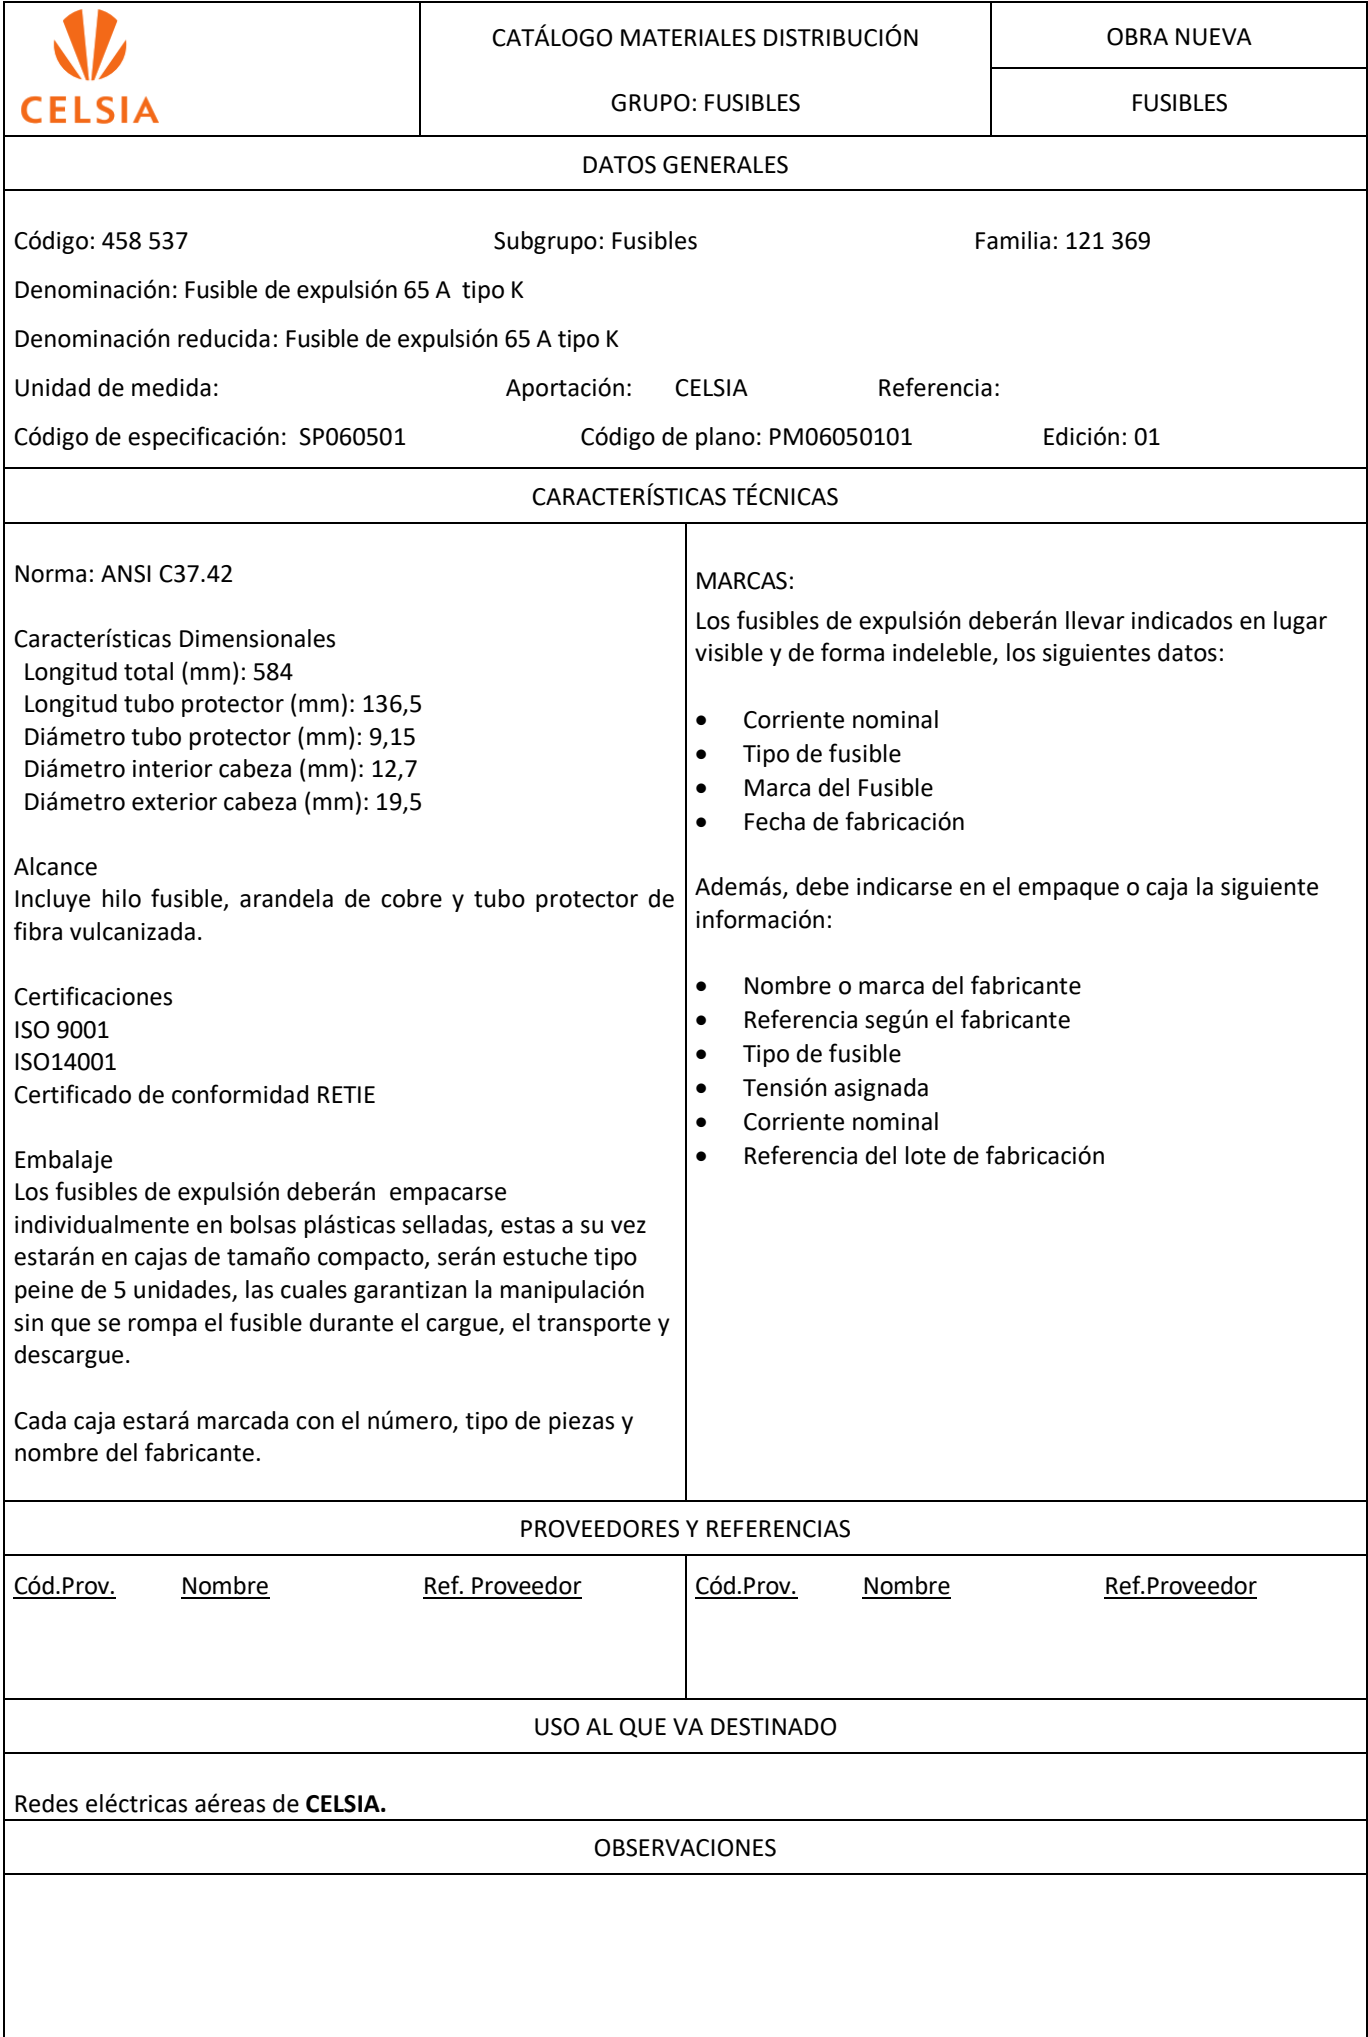 CELSIA
CATÁLOGO MATERIALES DISTRIBUCIÓN
GRUPO: FUSIBLES
OBRA NUEVA
FUSIBLES
DATOS GENERALES
Código: 458 537 Subgrupo: Fusibles Familia: 121 369
Denominación: Fusible de expulsión 65 A  tipo K
Denominación reducida: Fusible de expulsión 65 A tipo K
Unidad de medida: Aportación: CELSIA Referencia:
Código de especificación:  SP060501 Código de plano: PM06050101 Edición: 01
CARACTERÍSTICAS TÉCNICAS
Norma: ANSI C37.42
Características Dimensionales
Longitud total (mm): 584
Longitud tubo protector (mm): 136,5
Diámetro tubo protector (mm): 9,15
Diámetro interior cabeza (mm): 12,7
Diámetro exterior cabeza (mm): 19,5
Alcance
Incluye hilo fusible, arandela de cobre y tubo protector de
fibra vulcanizada.
Certificaciones
ISO 9001
ISO14001
Certificado de conformidad RETIE
Embalaje
Los fusibles de expulsión deberán  empacarse
individualmente en bolsas plásticas selladas, estas a su vez
estarán en cajas de tamaño compacto, serán estuche tipo
peine de 5 unidades, las cuales garantizan la manipulación
sin que se rompa el fusible durante el cargue, el transporte y
descargue.
Cada caja estará marcada con el número, tipo de piezas y
nombre del fabricante.
MARCAS:
Los fusibles de expulsión deberán llevar indicados en lugar
visible y de forma indeleble, los siguientes datos:
• Corriente nominal
• Tipo de fusible
• Marca del Fusible
• Fecha de fabricación
Además, debe indicarse en el empaque o caja la siguiente
información:
• Nombre o marca del fabricante
• Referencia según el fabricante
• Tipo de fusible
• Tensión asignada
• Corriente nominal
• Referencia del lote de fabricación
PROVEEDORES Y REFERENCIAS
Cód.Prov. Nombre Ref. Proveedor
Cód.Prov. Nombre Ref.Proveedor
USO AL QUE VA DESTINADO
Redes eléctricas aéreas de CELSIA.
OBSERVACIONES